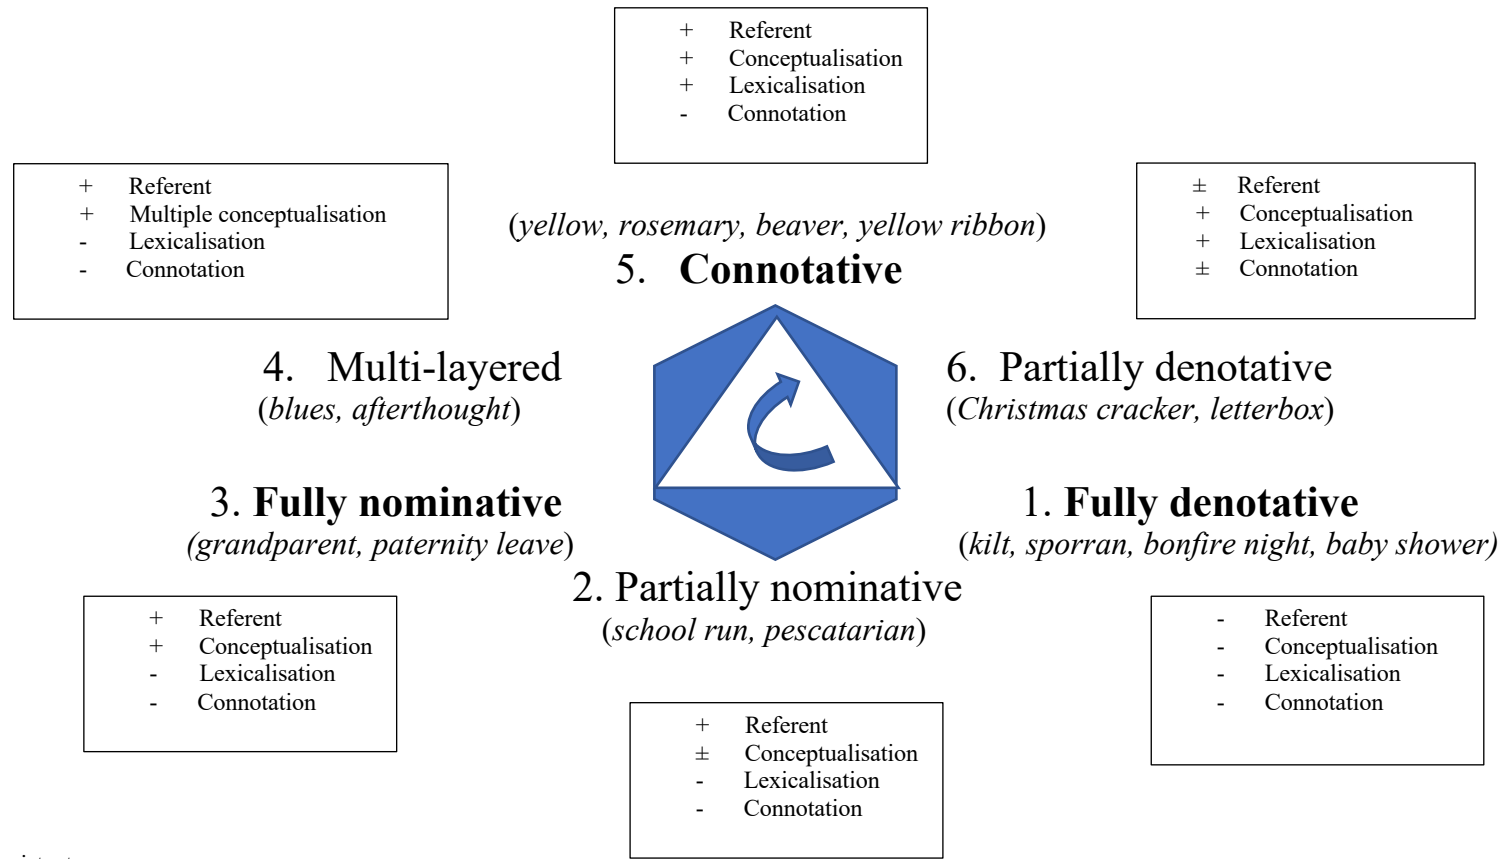 + Referent
+ Conceptualisation
+ Lexicalisation
- Connotation
+ Referent
+ Multiple conceptualisation
- Lexicalisation
- Connotation
± Referent
+ Conceptualisation
+ Lexicalisation
± Connotation
(yellow, rosemary, beaver, yellow ribbon)
5. Connotative
4. Multi-layered
(blues, afterthought)
6. Partially denotative
(Christmas cracker, letterbox)
3. Fully nominative
(grandparent, paternity leave)
1. Fully denotative
(kilt, sporran, bonfire night, baby shower)
2. Partially nominative
(school run, pescatarian)
+ Referent
+ Conceptualisation
- Lexicalisation
- Connotation
- Referent
- Conceptualisation
- Lexicalisation
- Connotation
+ Referent
± Conceptualisation
- Lexicalisation
- Connotation